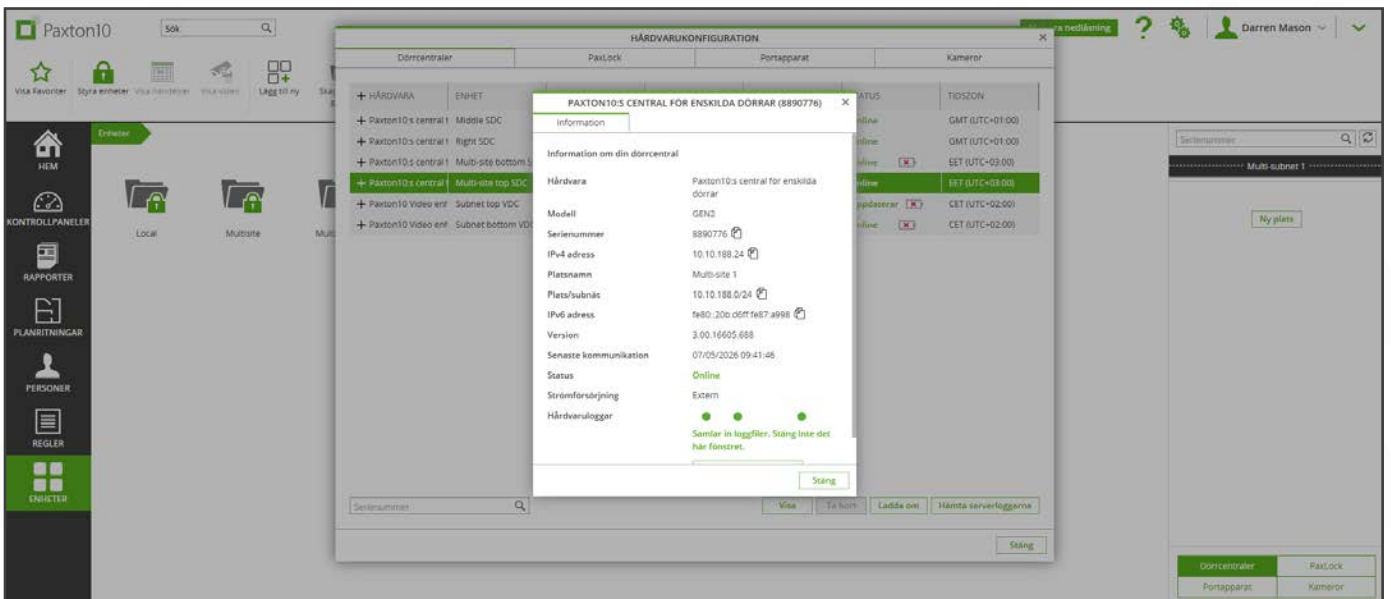 Paxton10
Sök
nedläsning
?
Darren Mason
Visa Favoriter
Styra enheter
Visa händelser
Visa video
Lägg till ny
HÅRDVARUKONFIGURATION
Dörrcentraler
PaxLock
Portapparat
Kameror
HÅRDVARA
ENHET
TIDSZON
Paxton10:s central f
Middle SDC
GMT (UTC+01:00)
Paxton10:s central f
Right SDC
GMT (UTC+01:00)
Paxton10:s central f
Multi-site bottom S
EET (UTC+03:00)
Paxton10:s central f
Multi-site top SDC
EET (UTC+03:00)
Paxton10 Video enf
Subnet top VDC
CET (UTC+02:00)
Paxton10 Video enf
Subnet bottom VD
CET (UTC+02:00)
PAXTON10:S CENTRAL FÖR ENSKILDA DÖRRAR (8890776)
Information
Information om din dörrcentral
Hårdvara
Paxton10:s central för enskilda
dörrar
Modell
GEN2
Serienummer
8890776
IPv4 adress
10.10.188.24
Platsnamn
Multi-site 1
Plats/subnät
10.10.188.0/24
IPv6 adress
fe80::20b:d6ff:fe87:a998
Version
3.00.16605.688
Senaste kommunikation
07/05/2026 09:41:46
Status
Online
Strömförsörjning
Extern
Hårdvaruloggar
Samlar in loggfiler. Stäng inte det
här fönstret.
Stäng
Serienummer
Visa
Ta bort
Ladda om
Hämta serverloggarna
Stäng
HEM
KONTROLLPANELER
RAPPORTER
PLANRITNINGAR
PERSONER
REGLER
ENHETER
Enheter
Local
Multisite
Serienummer
Multi-subnet 1
Ny plats
Dörrcentraler
PaxLock
Portapparat
Kameror